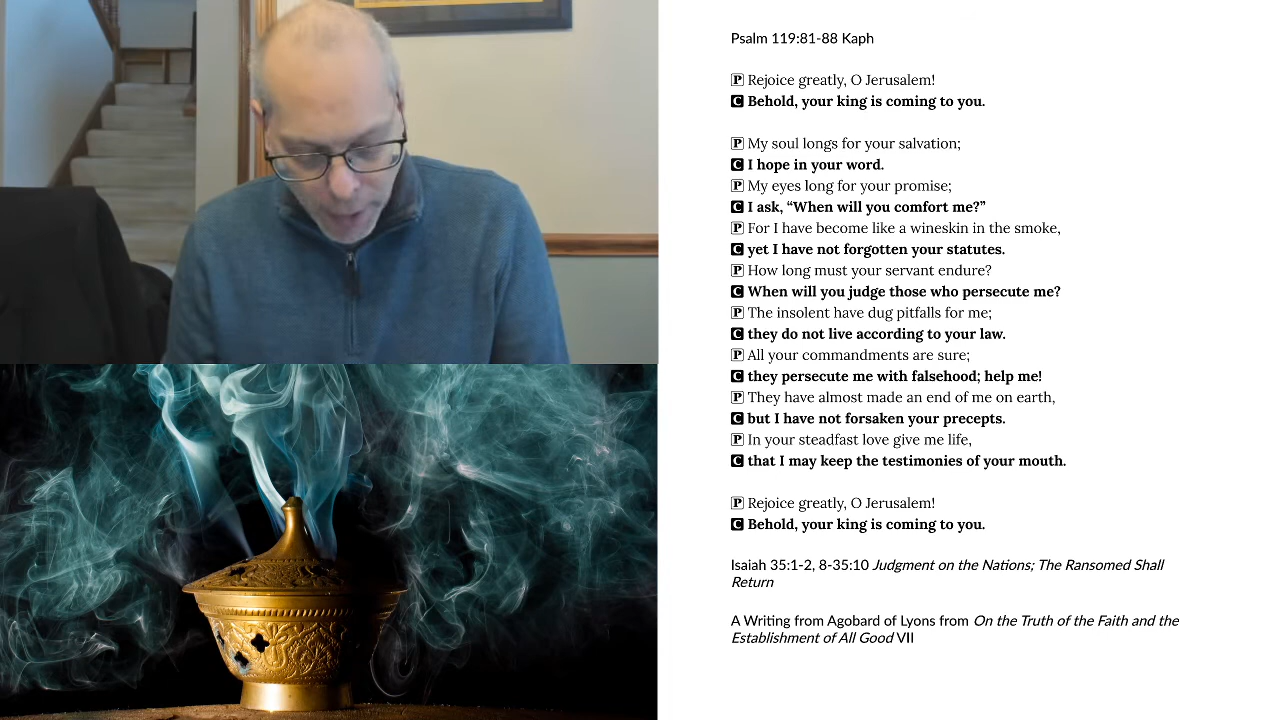 Psalm 119:81-88 Kaph
P Rejoice greatly, O Jerusalem!
C Behold, your king is coming to you.
P My soul longs for your salvation;
C I hope in your word.
P My eyes long for your promise;
C I ask, “When will you comfort me?”
P For I have become like a wineskin in the smoke,
C yet I have not forgotten your statutes.
P How long must your servant endure?
C When will you judge those who persecute me?
P The insolent have dug pitfalls for me;
C they do not live according to your law.
P All your commandments are sure;
C they persecute me with falsehood; help me!
P They have almost made an end of me on earth,
C but I have not forsaken your precepts.
P In your steadfast love give me life,
C that I may keep the testimonies of your mouth.
P Rejoice greatly, O Jerusalem!
C Behold, your king is coming to you.
Isaiah 35:1-2, 8-35:10 Judgment on the Nations; The Ransomed Shall
Return
A Writing from Agobard of Lyons from On the Truth of the Faith and the
Establishment of All Good VII